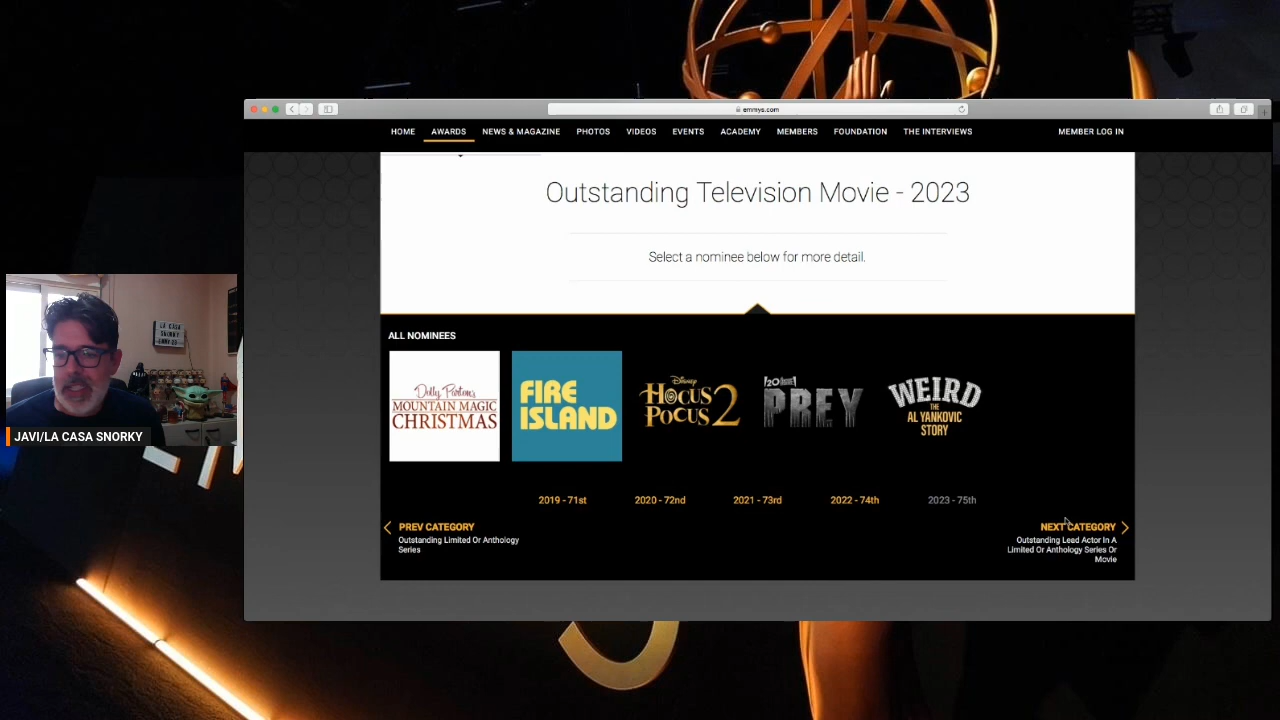 emmys.com
HOME AWARDS NEWS & MAGAZINE PHOTOS VIDEOS EVENTS ACADEMY MEMBERS FOUNDATION THE INTERVIEWS MEMBER LOG IN
Outstanding Television Movie - 2023
Select a nominee below for more detail.
ALL NOMINEES
Dolly Parton's
MOUNTAIN MAGIC
CHRISTMAS
FIRE
ISLAND
Disney
HOCUS
POCUS 2
20
PREY
WEIRD
THE
AL YANKOVIC
STORY
2019 - 71st 2020 - 72nd 2021 - 73rd 2022 - 74th 2023 - 75th
PREV CATEGORY
Outstanding Limited Or Anthology
Series
NEXT CATEGORY
Outstanding Lead Actor In A
Limited Or Anthology Series Or
Movie
LA CASA
SNORKY
JAVI/LA CASA SNORKY